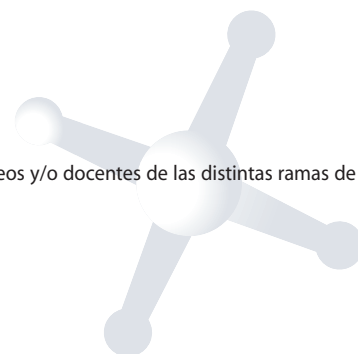 eos y/o docentes de las distintas ramas de